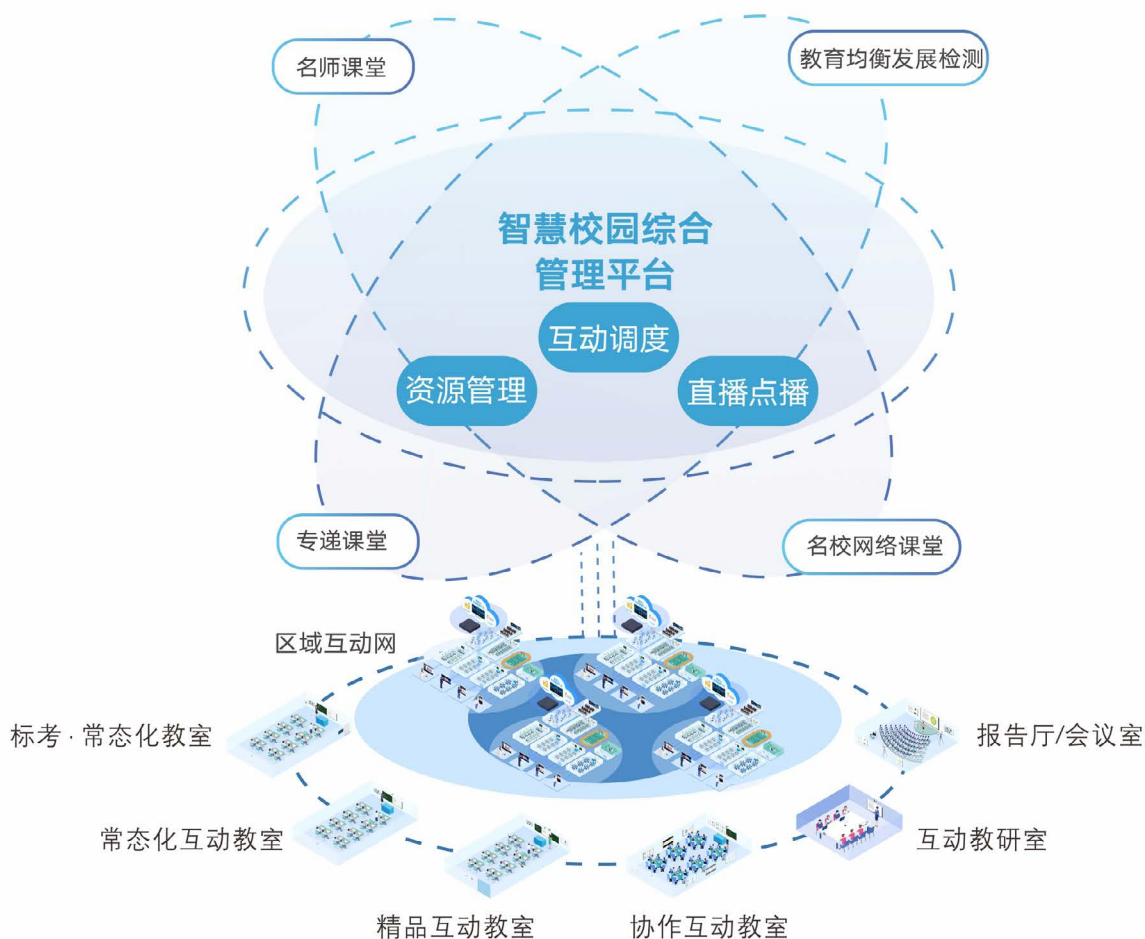 名师课堂
教育均衡发展检测
智慧校园综合
管理平台
互动调度
资源管理
直播点播
专递课堂
名校网络课堂
区域互动网
标考·常态化教室
报告厅/会议室
常态化互动教室
互动教研室
精品互动教室
协作互动教室